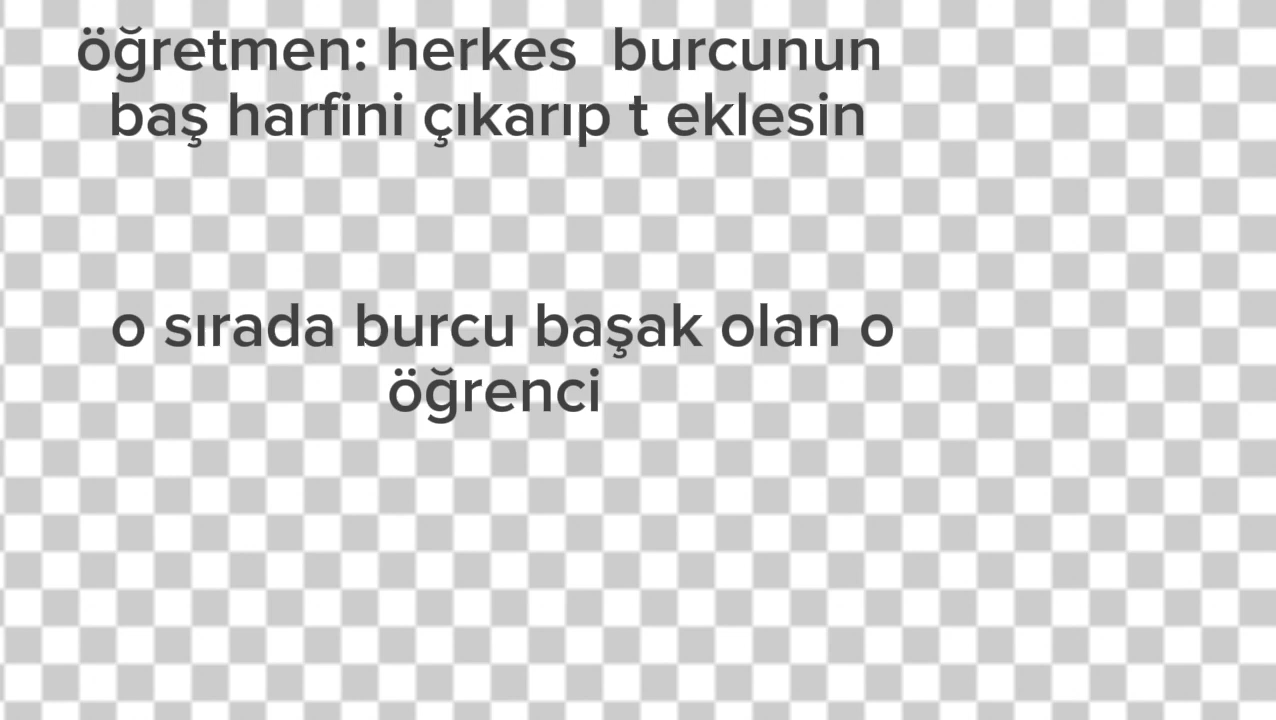 öğretmen: herkes  burcunun
baş harfini çıkarıp t eklesin
o sırada burcu başak olan o
öğrenci